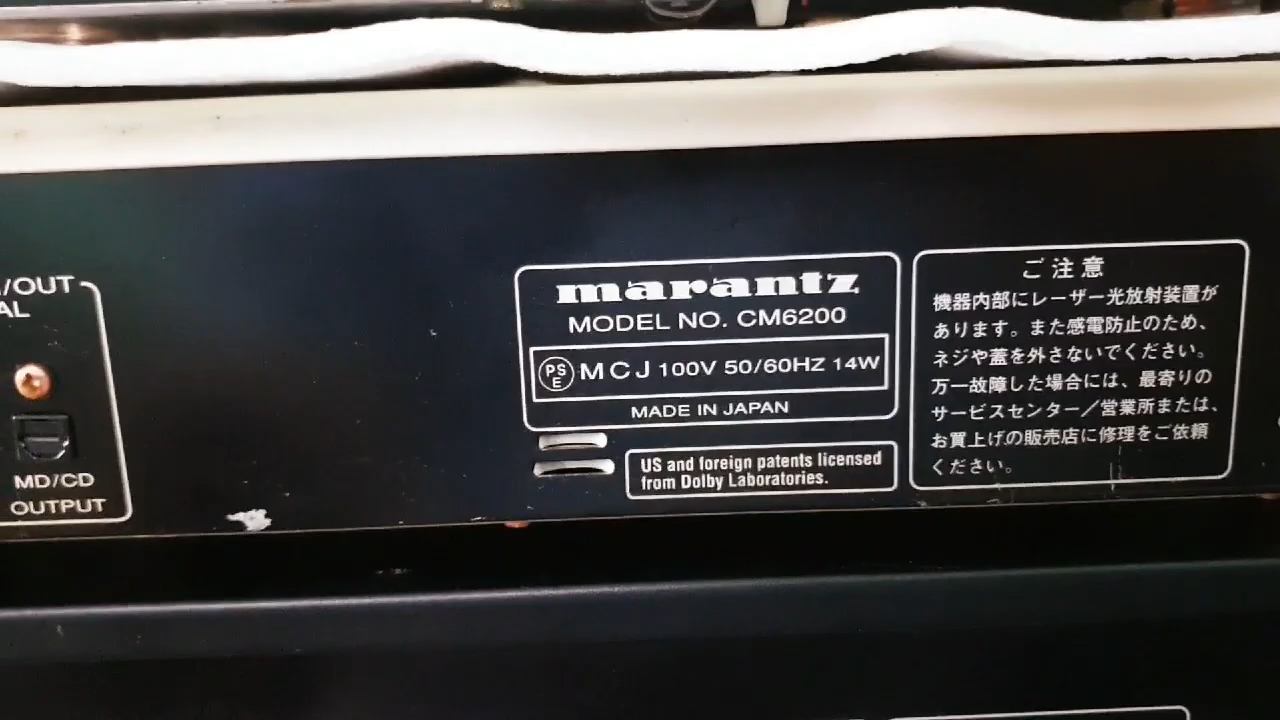 /OUT
AL
MD/CD
OUTPUT
marantz
MODEL NO. CM6200
PS
E
MCJ 100V 50/60HZ 14W
MADE IN JAPAN
US and foreign patents licensed
from Dolby Laboratories.
ご注意
機器内部にレーザー光放射装置が
あります。また感電防止のため、
ネジや蓋を外さないでください。
万一故障した場合には、最寄りの
サービスセンター／営業所または、
お買上げの販売店に修理をご依頼
ください。